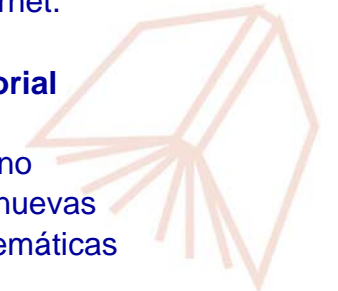 rnet.
orial
no
nuevas
emáticas